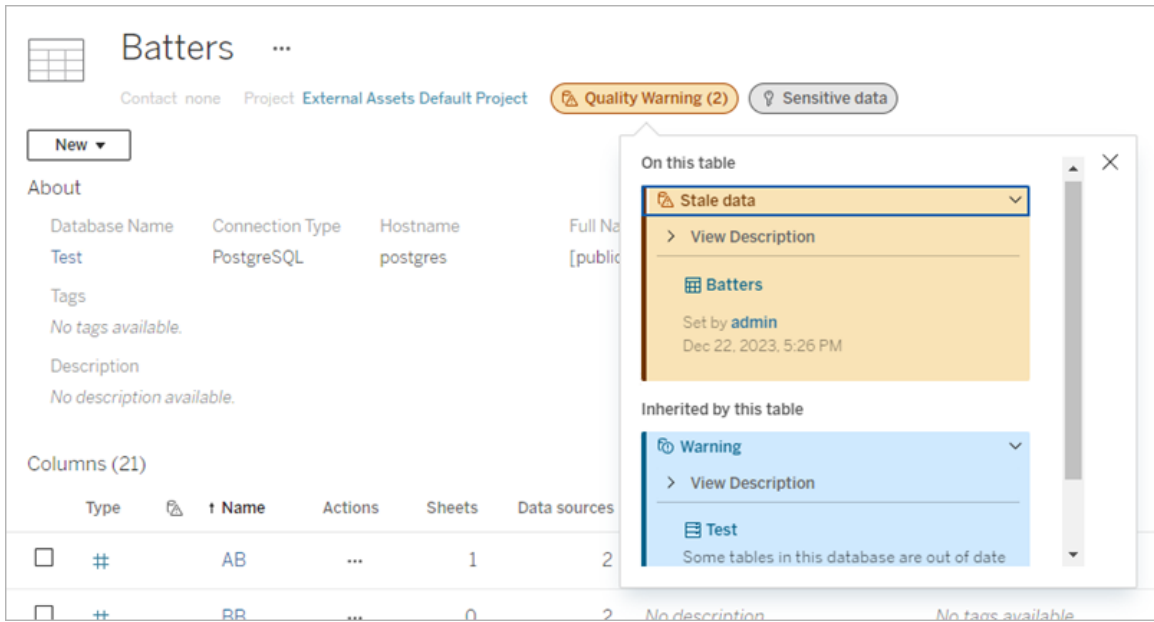 Batters ...
Contact none Project External Assets Default Project Quality Warning (2) Sensitive data
New
About
Database Name Connection Type Hostname Full Na
Test PostgreSQL postgres [public
Tags
No tags available.
Description
No description available.
On this table
Stale data
View Description
Batters
Set by admin
Dec 22, 2023, 5:26 PM
Inherited by this table
Warning
View Description
Test
Some tables in this database are out of date
Columns (21)
Type ↑ Name Actions Sheets Data sources
# AB ... 1 2
# BB ... 0 2 No description No tags available